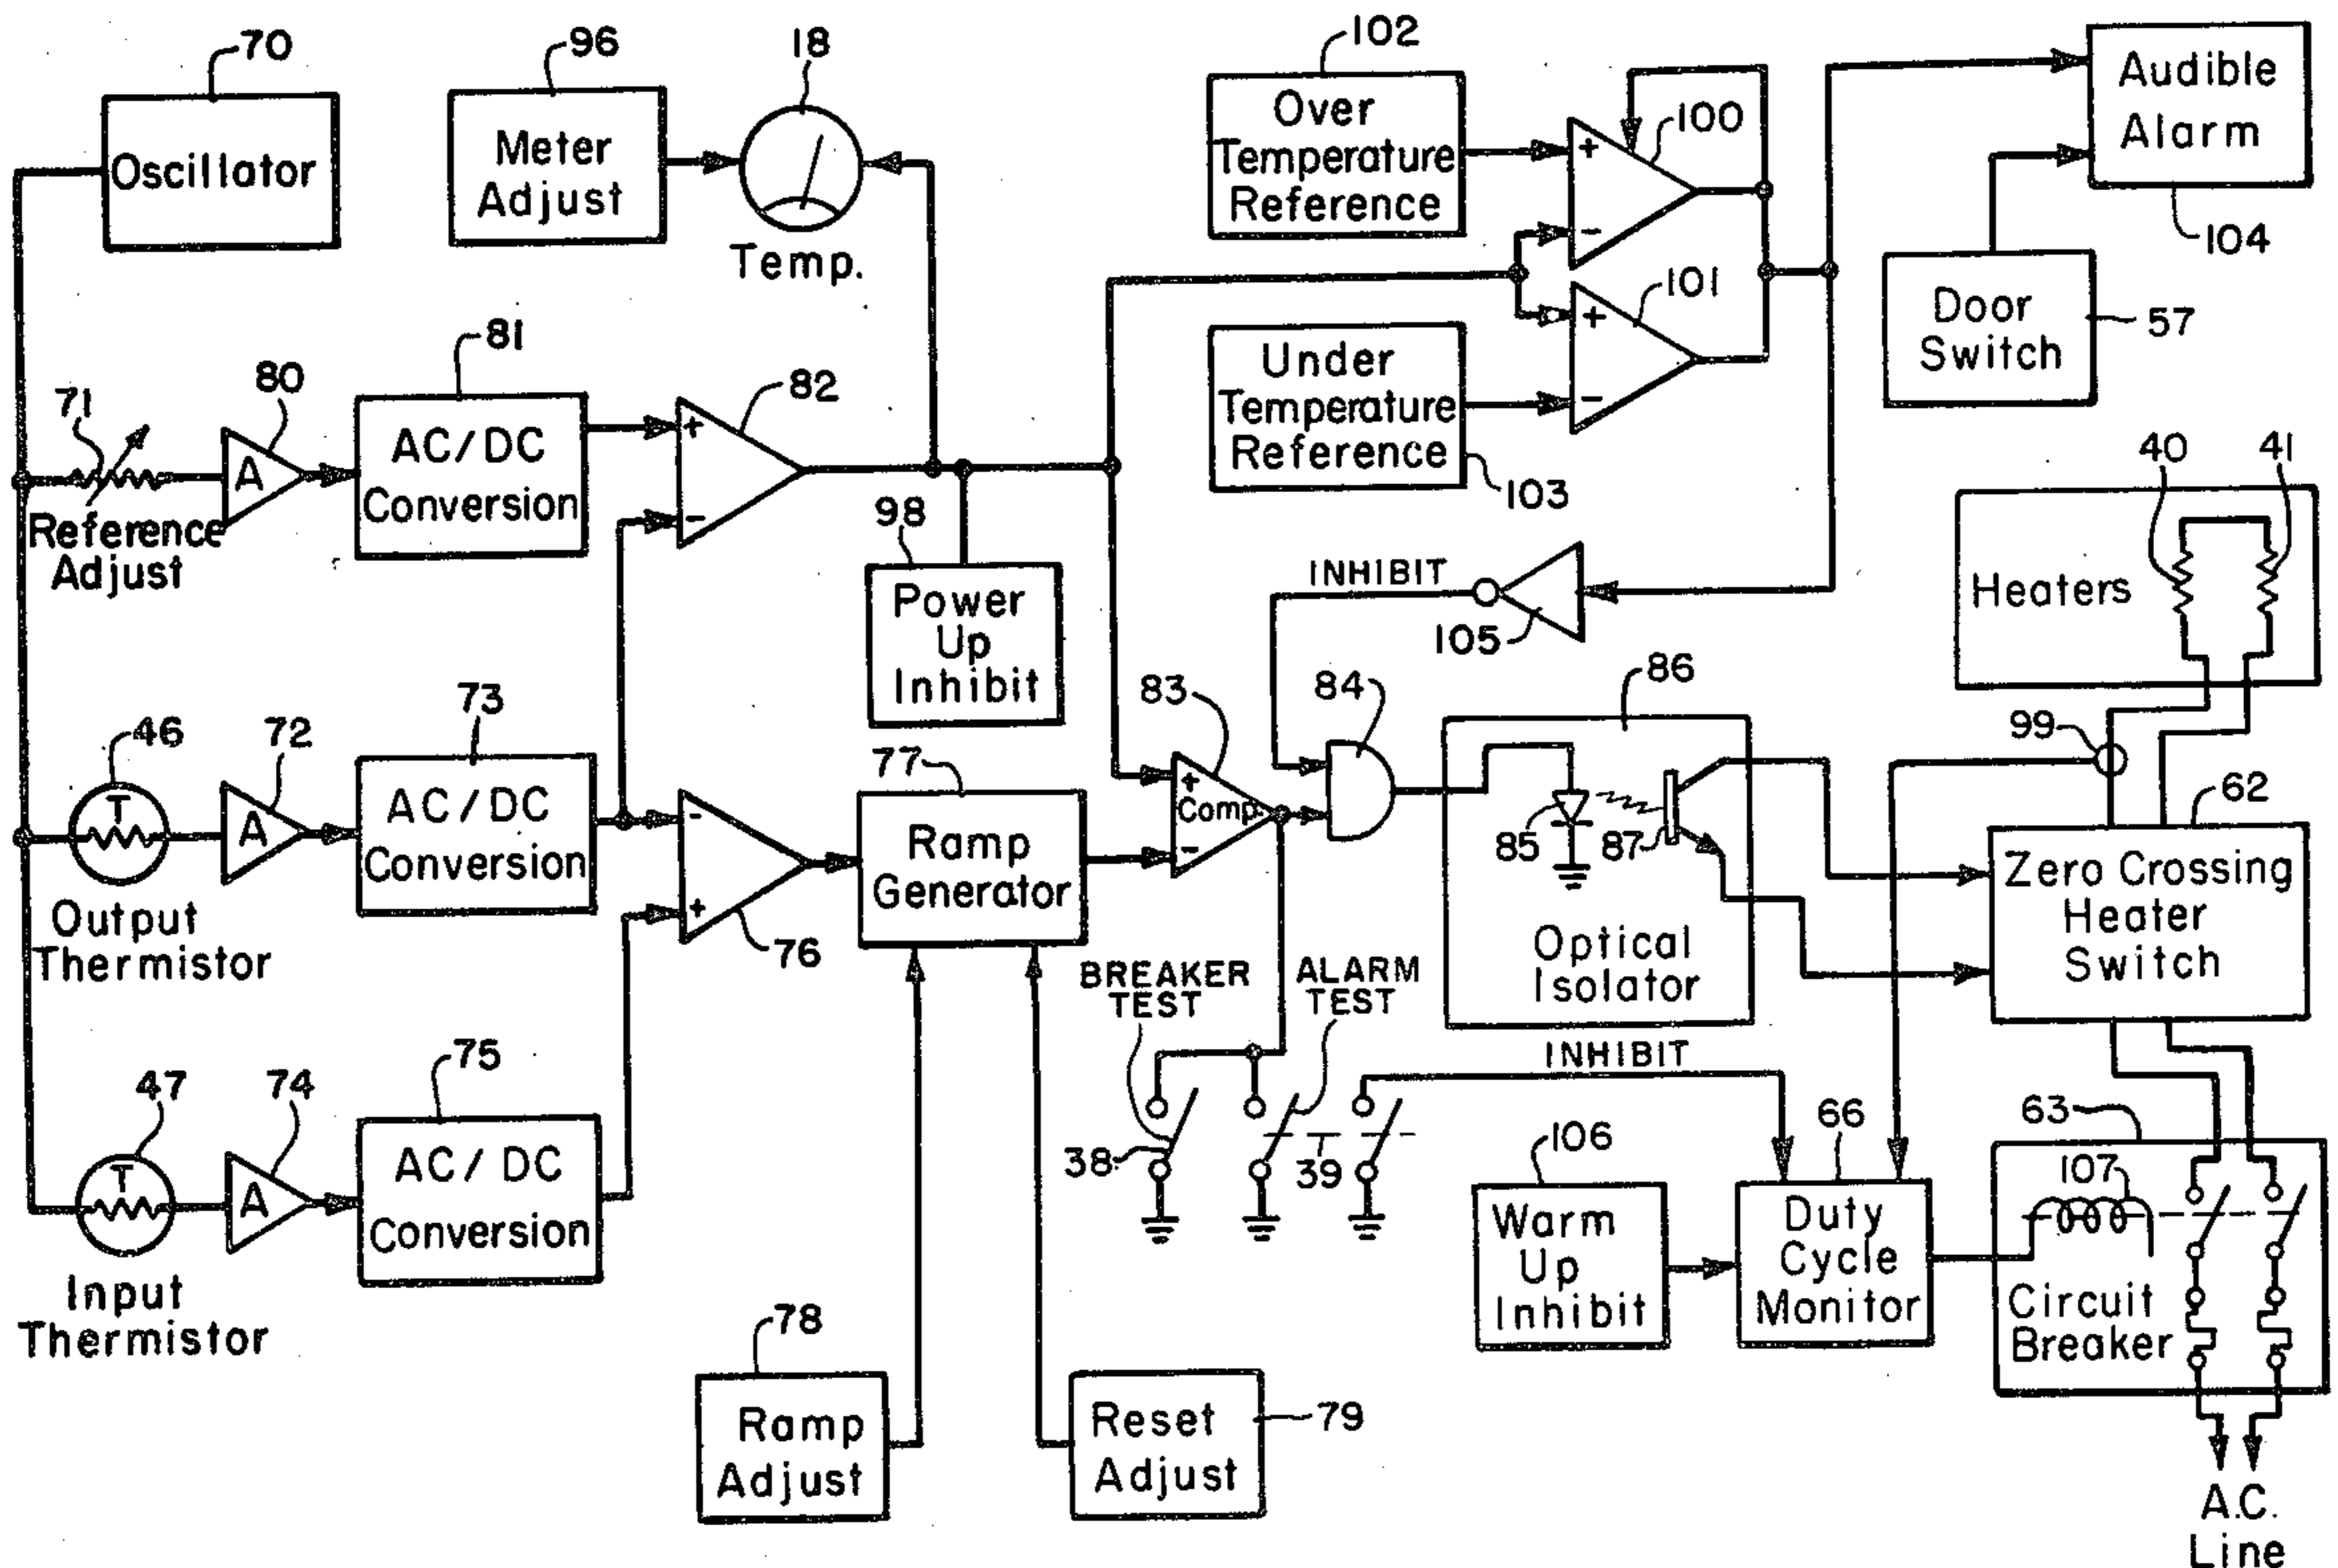 70
Oscillator
96
Meter
Adjust
18
Temp.
102
Over
Temperature
Reference
+
-
100
101
+
-
Under
Temperature
Reference
103
Audible
Alarm
104
Door
Switch
57
71
Reference
Adjust
80
A
81
AC/DC
Conversion
82
+
-
98
Power
Up
Inhibit
INHIBIT
105
40
41
Heaters
99
46
T
Output
Thermistor
72
A
73
AC/DC
Conversion
-
+
76
77
Ramp
Generator
83
+
Comp.
-
84
86
85
87
Optical
Isolator
62
Zero Crossing
Heater
Switch
47
T
Input
Thermistor
74
A
75
AC/DC
Conversion
BREAKER
TEST
ALARM
TEST
38
39
INHIBIT
78
Ramp
Adjust
79
Reset
Adjust
106
Warm
Up
Inhibit
66
Duty
Cycle
Monitor
63
107
Circuit
Breaker
A.C.
Line